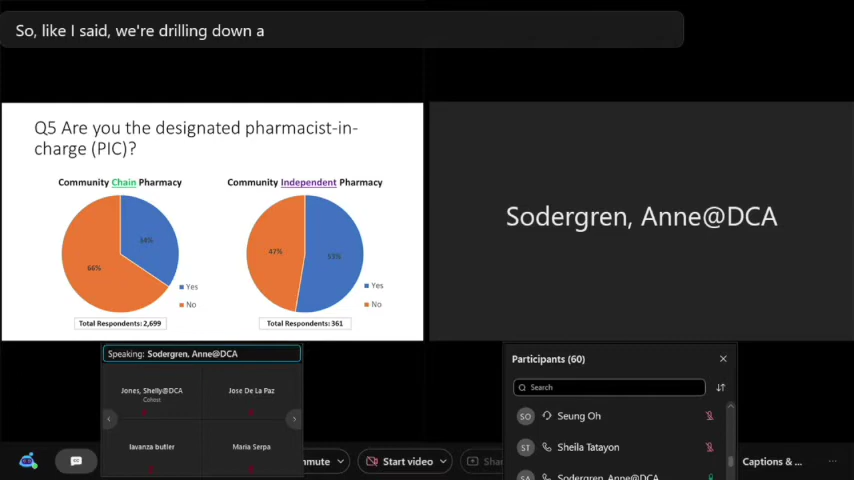 So, like I said, we're drilling down a
Q5 Are you the designated pharmacist-in-
charge (PIC)?
Community Chain Pharmacy
34%
66%
Yes
No
Total Respondents: 2,699
Community Independent Pharmacy
47%
53%
Yes
No
Total Respondents: 361
Sodergren, Anne@DCA
Speaking: Sodergren, Anne@DCA
Jones, Shelly@DCA
Cohost
Jose De La Paz
lavanza butler
Maria Serpa
Participants (60)
Search
SO Seung Oh
ST Sheila Tatayon
SA Sodergren, Anne@DCA
mute
Start video
Shar
Captions & ...